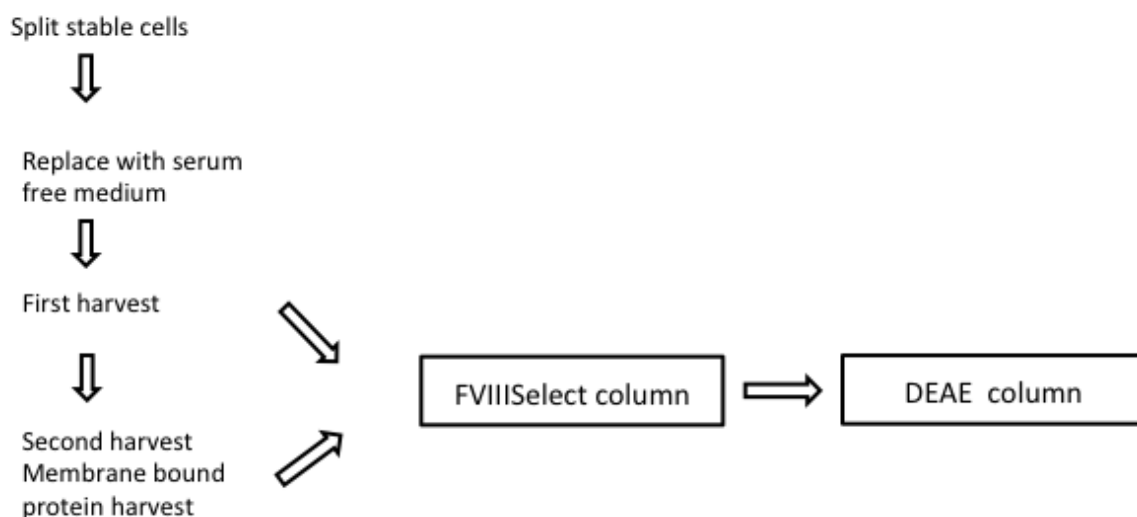 Split stable cells
Replace with serum
free medium
First harvest
Second harvest
Membrane bound
protein harvest
FVIIISelect column
DEAE column